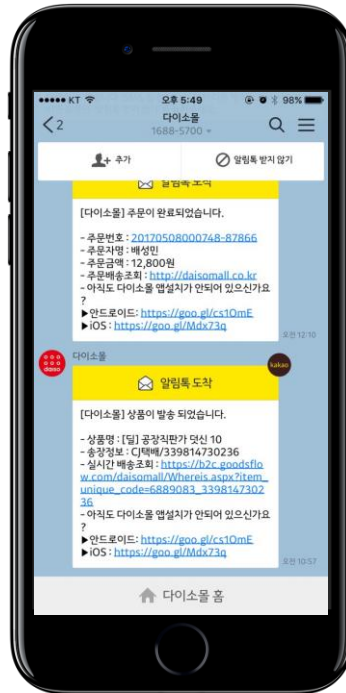 KT 오후 5:49 98%
2 다이소몰
1688-5700
추가 알림톡 받지 않기
알림톡 도착
[다이소몰] 주문이 완료되었습니다.
- 주문번호 : 20170508000748-87866
- 주문자명 : 배성민
- 주문금액 : 12,800원
- 주문배송조회 : http://daisomall.co.kr
- 아직도 다이소몰 앱설치가 안되어 있으신가요
?
▶안드로이드: https://goo.gl/cs1OmE
▶iOS : https://goo.gl/Mdx73q
오전 12:10
다이소몰
daiso
kakao
알림톡 도착
[다이소몰] 상품이 발송 되었습니다.
- 상품명 : [딜] 공장직판가 덧신 10
- 송장정보 : CJ택배/339814730236
- 실시간 배송조회 : https://b2c.goodsflo
w.com/daisomall/Whereis.aspx?item_
unique_code=6889083_3398147302
36
- 아직도 다이소몰 앱설치가 안되어 있으신가요
?
▶안드로이드: https://goo.gl/cs1OmE
▶iOS : https://goo.gl/Mdx73q
오전 10:57
다이소몰 홈